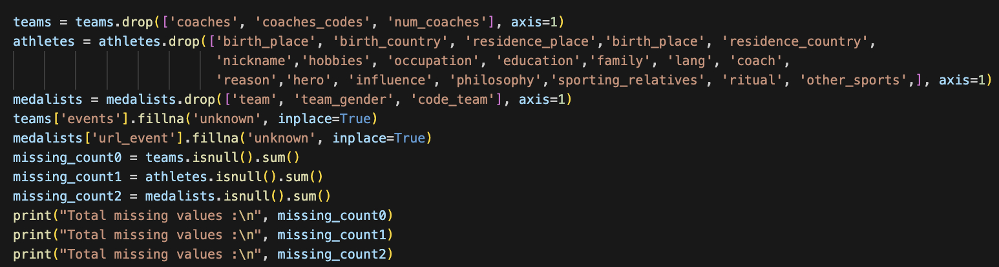 teams = teams.drop(['coaches', 'coaches_codes', 'num_coaches'], axis=1)
athletes = athletes.drop(['birth_place', 'birth_country', 'residence_place','birth_place', 'residence_country',
                          'nickname','hobbies', 'occupation', 'education','family', 'lang', 'coach',
                          'reason','hero', 'influence', 'philosophy','sporting_relatives', 'ritual', 'other_sports',], axis=1)
medalists = medalists.drop(['team', 'team_gender', 'code_team'], axis=1)
teams['events'].fillna('unknown', inplace=True)
medalists['url_event'].fillna('unknown', inplace=True)
missing_count0 = teams.isnull().sum()
missing_count1 = athletes.isnull().sum()
missing_count2 = medalists.isnull().sum()
print("Total missing values :\n", missing_count0)
print("Total missing values :\n", missing_count1)
print("Total missing values :\n", missing_count2)